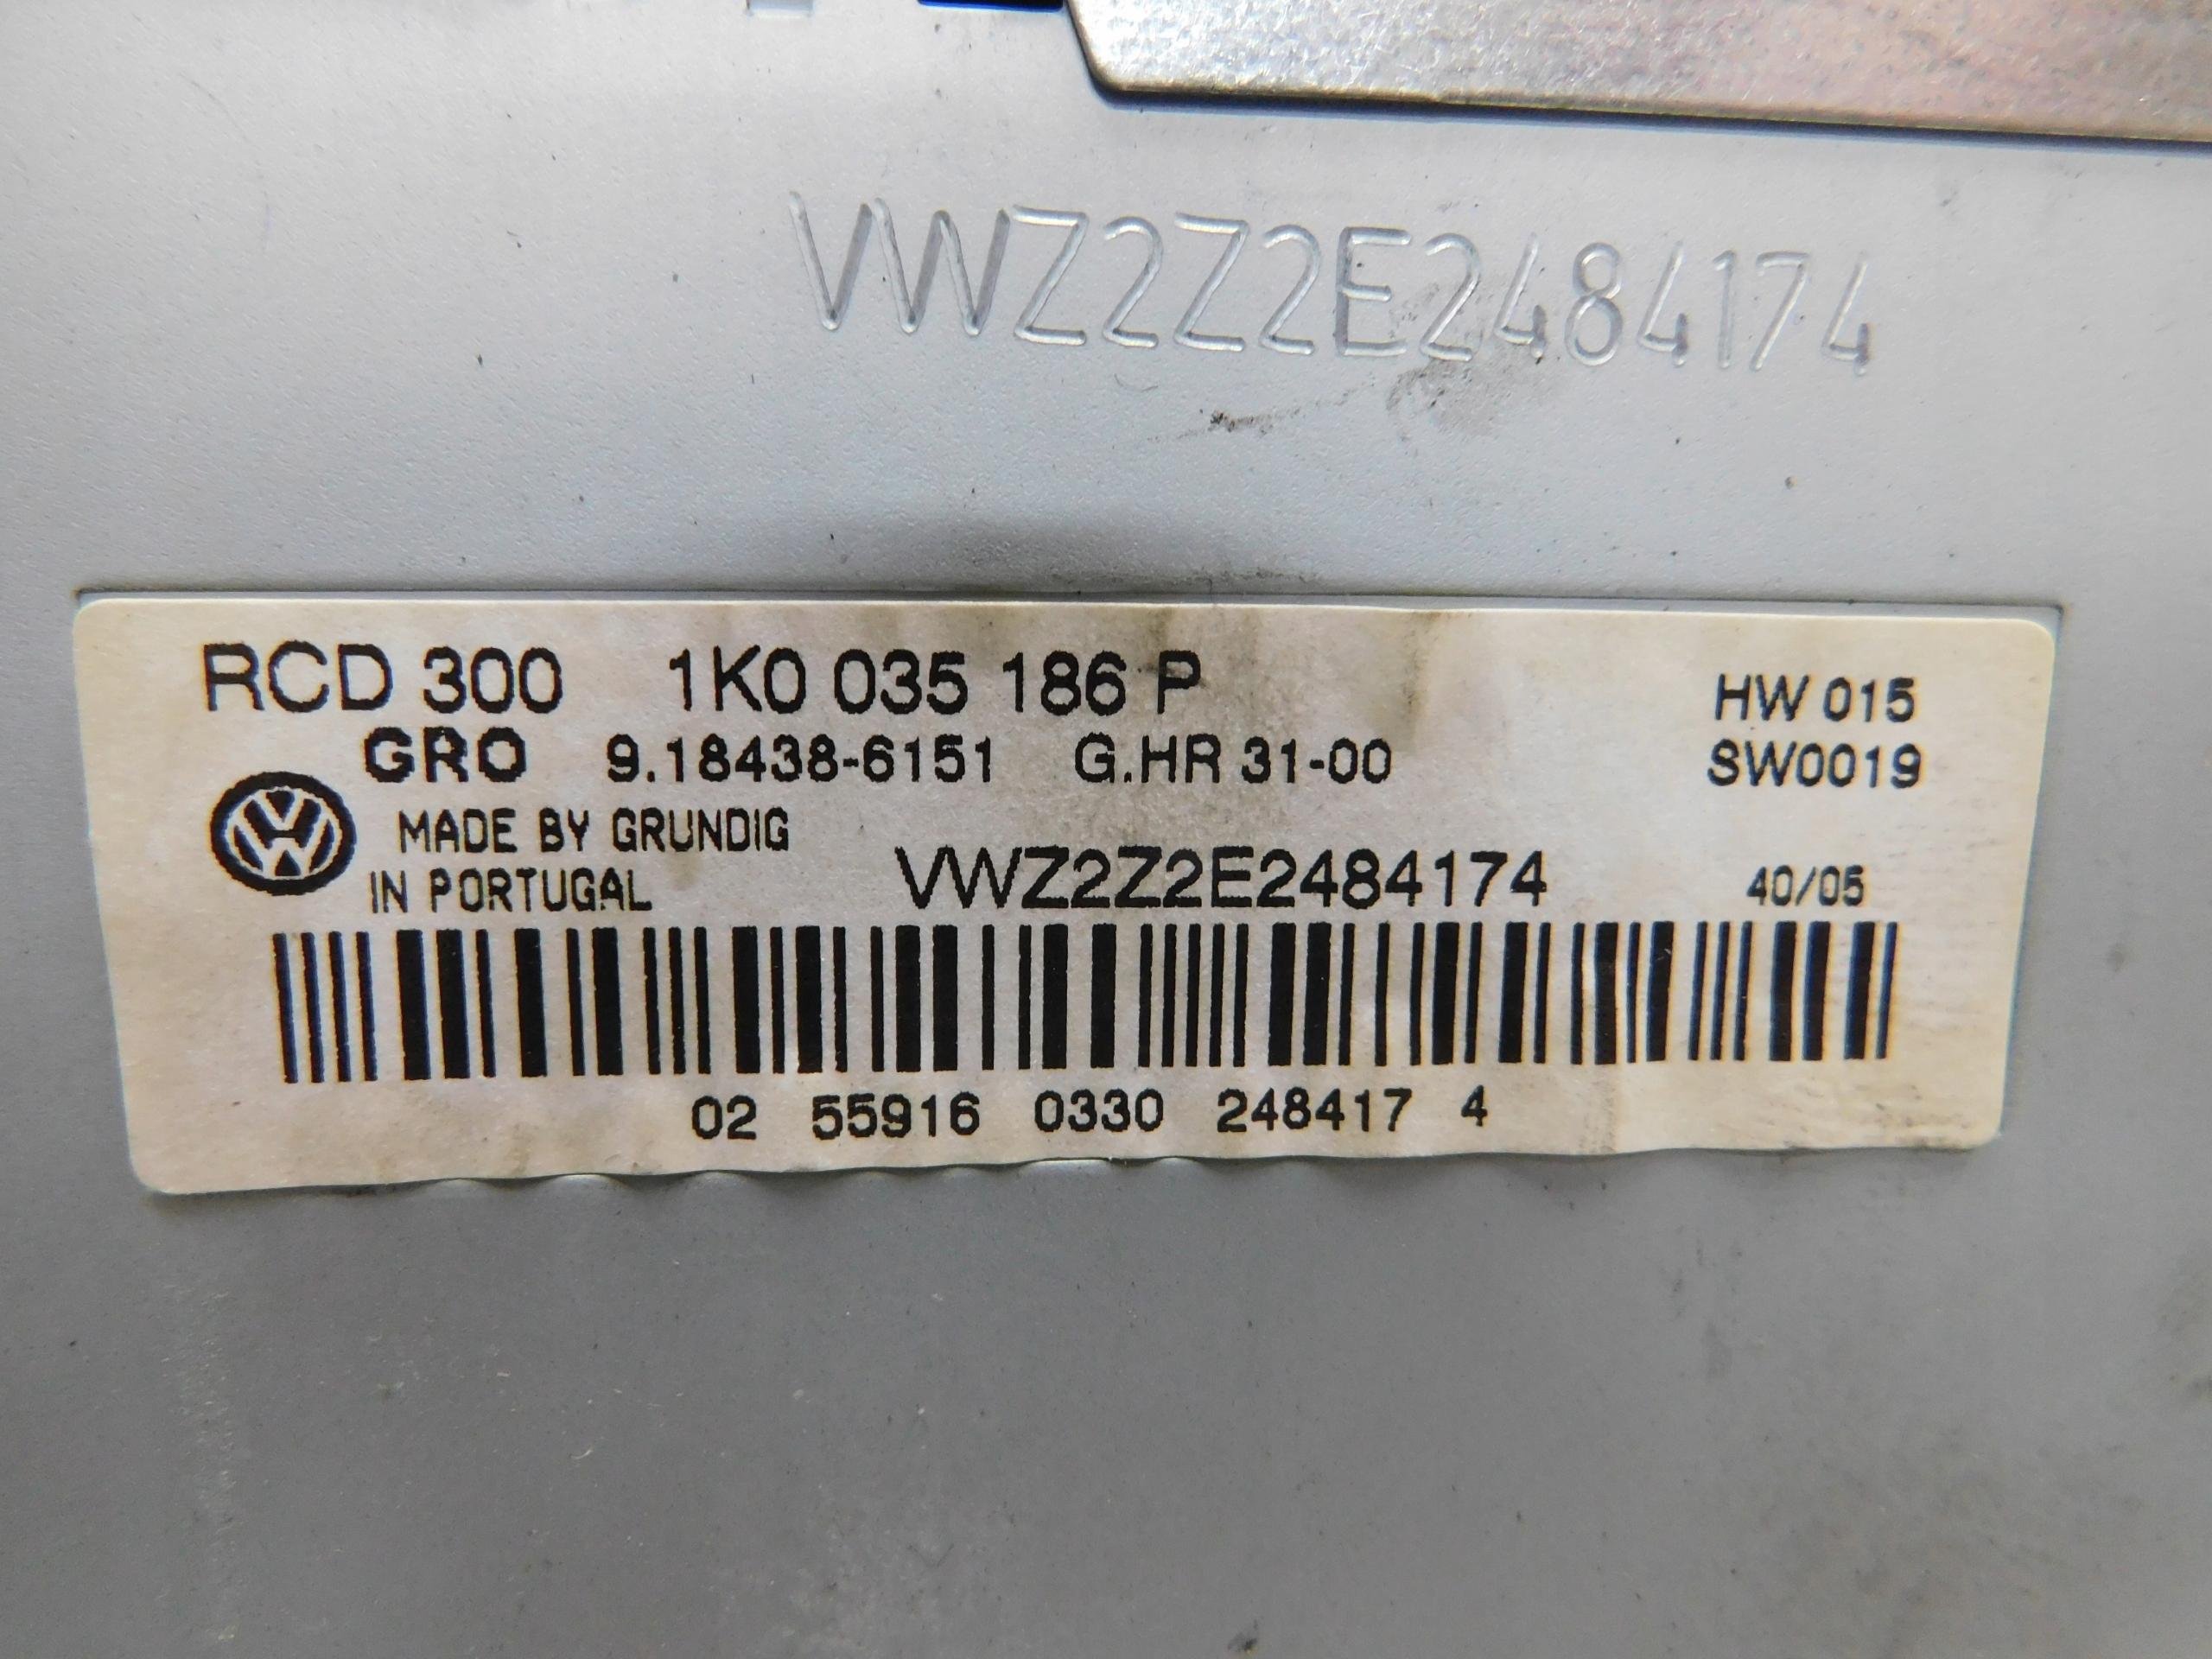 VWZ2Z2E2484174
RCD 300 1K0 035 186 P HW 015
GRO 9.18438-6151 G.HR 31-00 SW0019
MADE BY GRUNDIG
IN PORTUGAL VWZ2Z2E2484174 40/05
02 55916 0330 248417 4